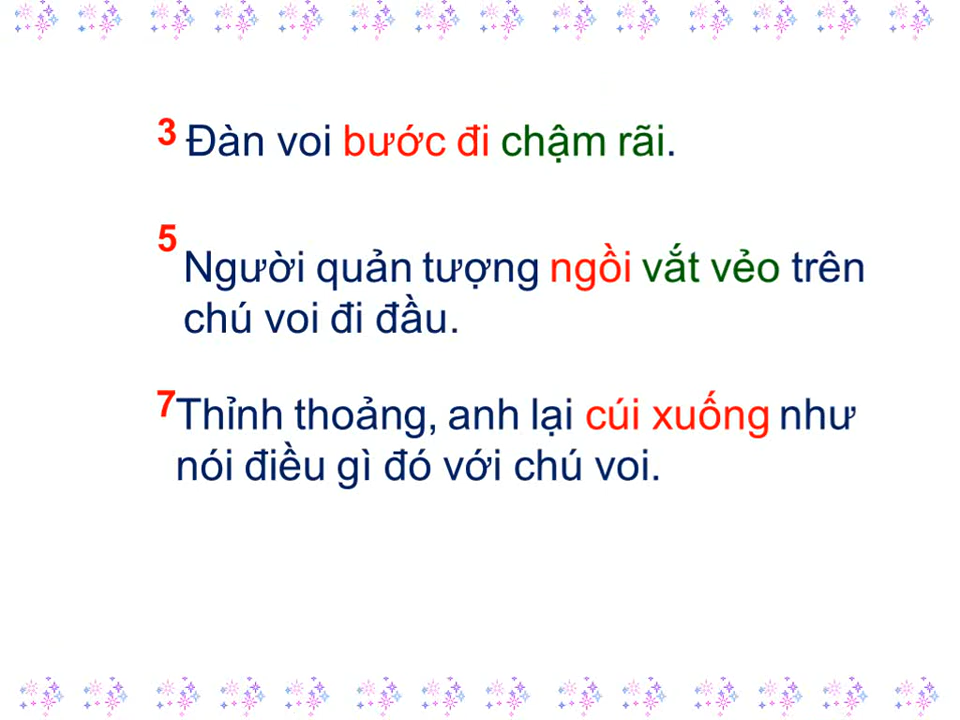 3 Đàn voi bước đi chậm rãi.
5
Người quản tượng ngồi vắt vẻo trên
chú voi đi đầu.
7Thỉnh thoảng, anh lại cúi xuống như
nói điều gì đó với chú voi.